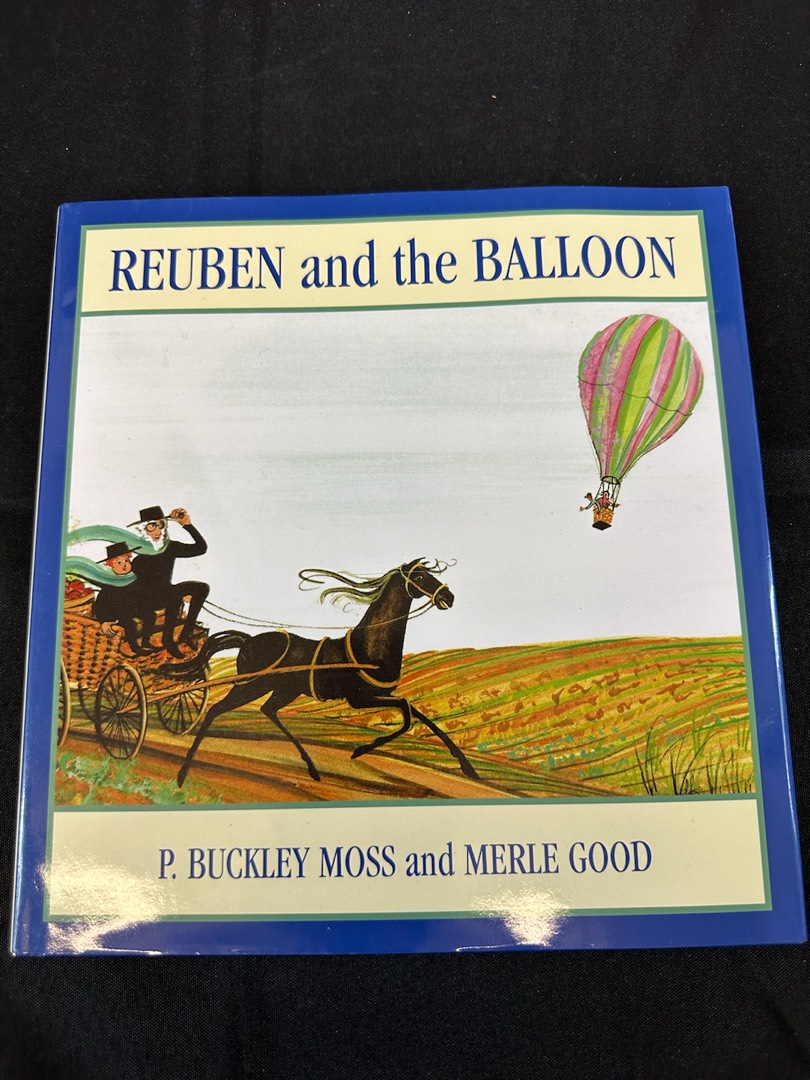 REUBEN and the BALLOON
P. BUCKLEY MOSS and MERLE GOOD